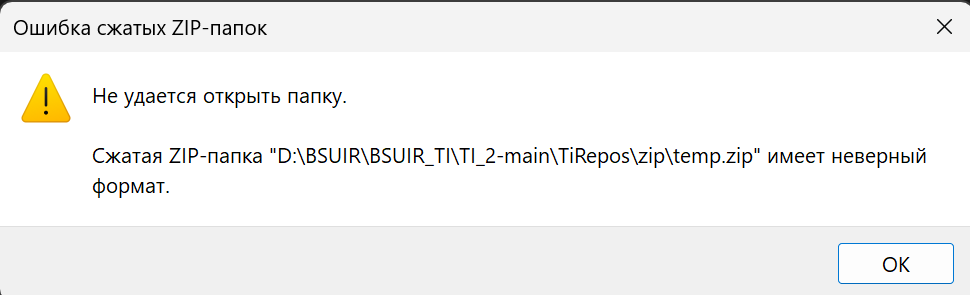 Ошибка сжатых ZIP-папок
Не удается открыть папку.
Сжатая ZIP-папка "D:\BSUIR\BSUIR_TI\TI_2-main\TiRepos\zip\temp.zip" имеет неверный
формат.
ОК